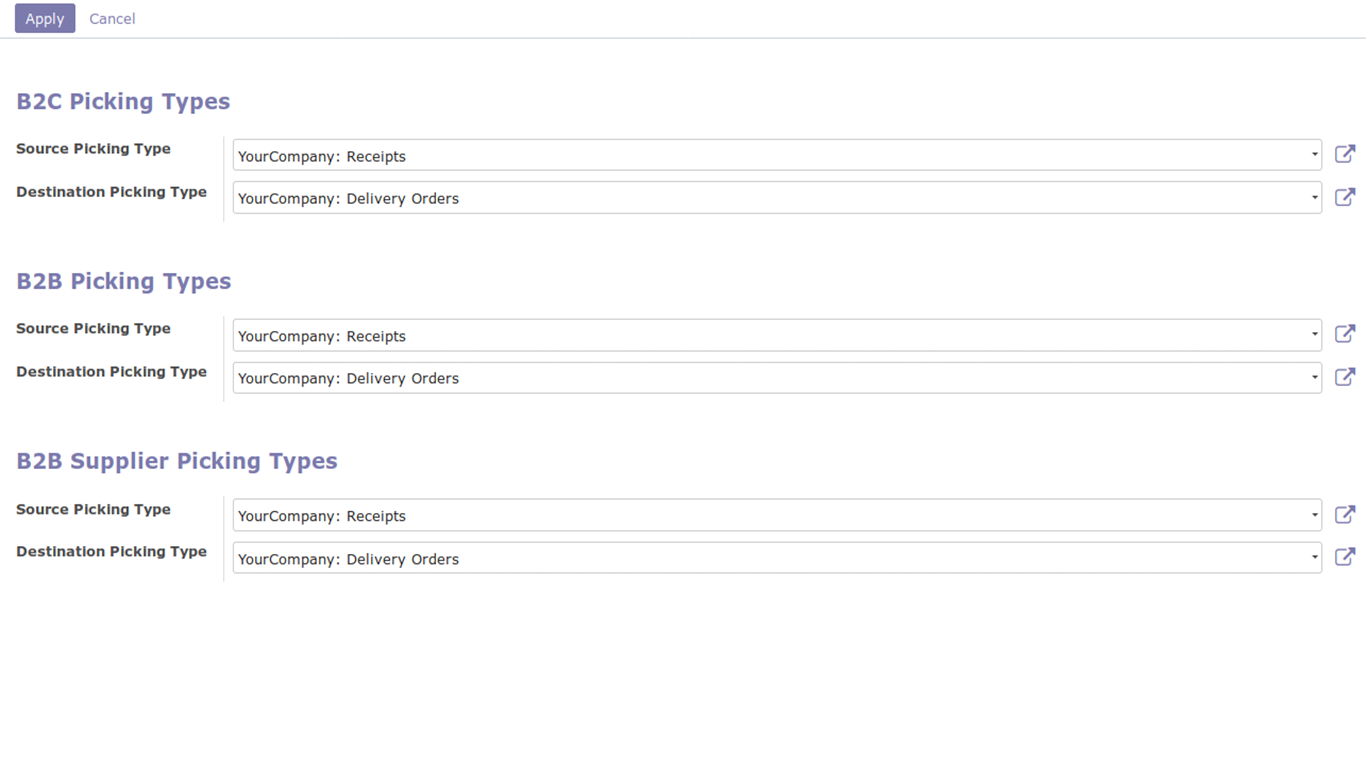 Apply Cancel
B2C Picking Types
Source Picking Type YourCompany: Receipts
Destination Picking Type YourCompany: Delivery Orders
B2B Picking Types
Source Picking Type YourCompany: Receipts
Destination Picking Type YourCompany: Delivery Orders
B2B Supplier Picking Types
Source Picking Type YourCompany: Receipts
Destination Picking Type YourCompany: Delivery Orders